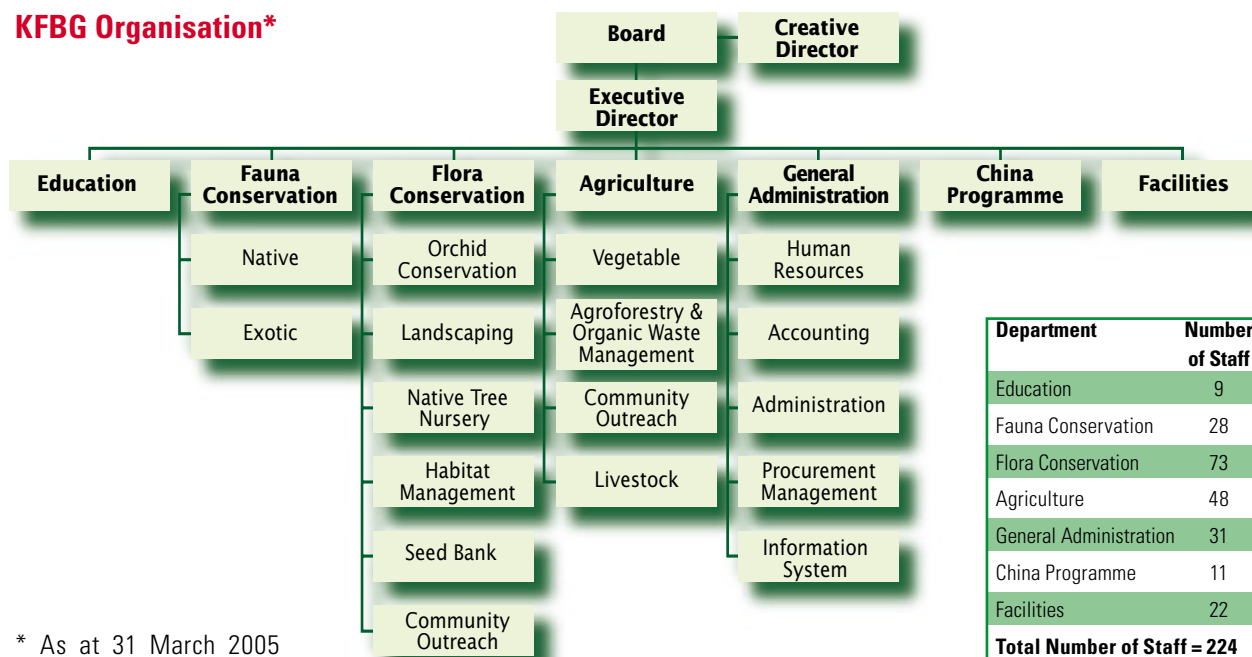 KFBG Organisation*
Board
Creative
Director
Executive
Director
Education
Fauna
Conservation
Flora
Conservation
Agriculture
General
Administration
China
Programme
Facilities
Native
Exotic
Orchid
Conservation
Landscaping
Native Tree
Nursery
Habitat
Management
Seed Bank
Community
Outreach
Vegetable
Agroforestry &
Organic Waste
Management
Community
Outreach
Livestock
Human
Resources
Accounting
Administration
Procurement
Management
Information
System
Department Number
of Staff
Education 9
Fauna Conservation 28
Flora Conservation 73
Agriculture 48
General Administration 31
China Programme 11
Facilities 22
Total Number of Staff = 224
* As at 31 March 2005